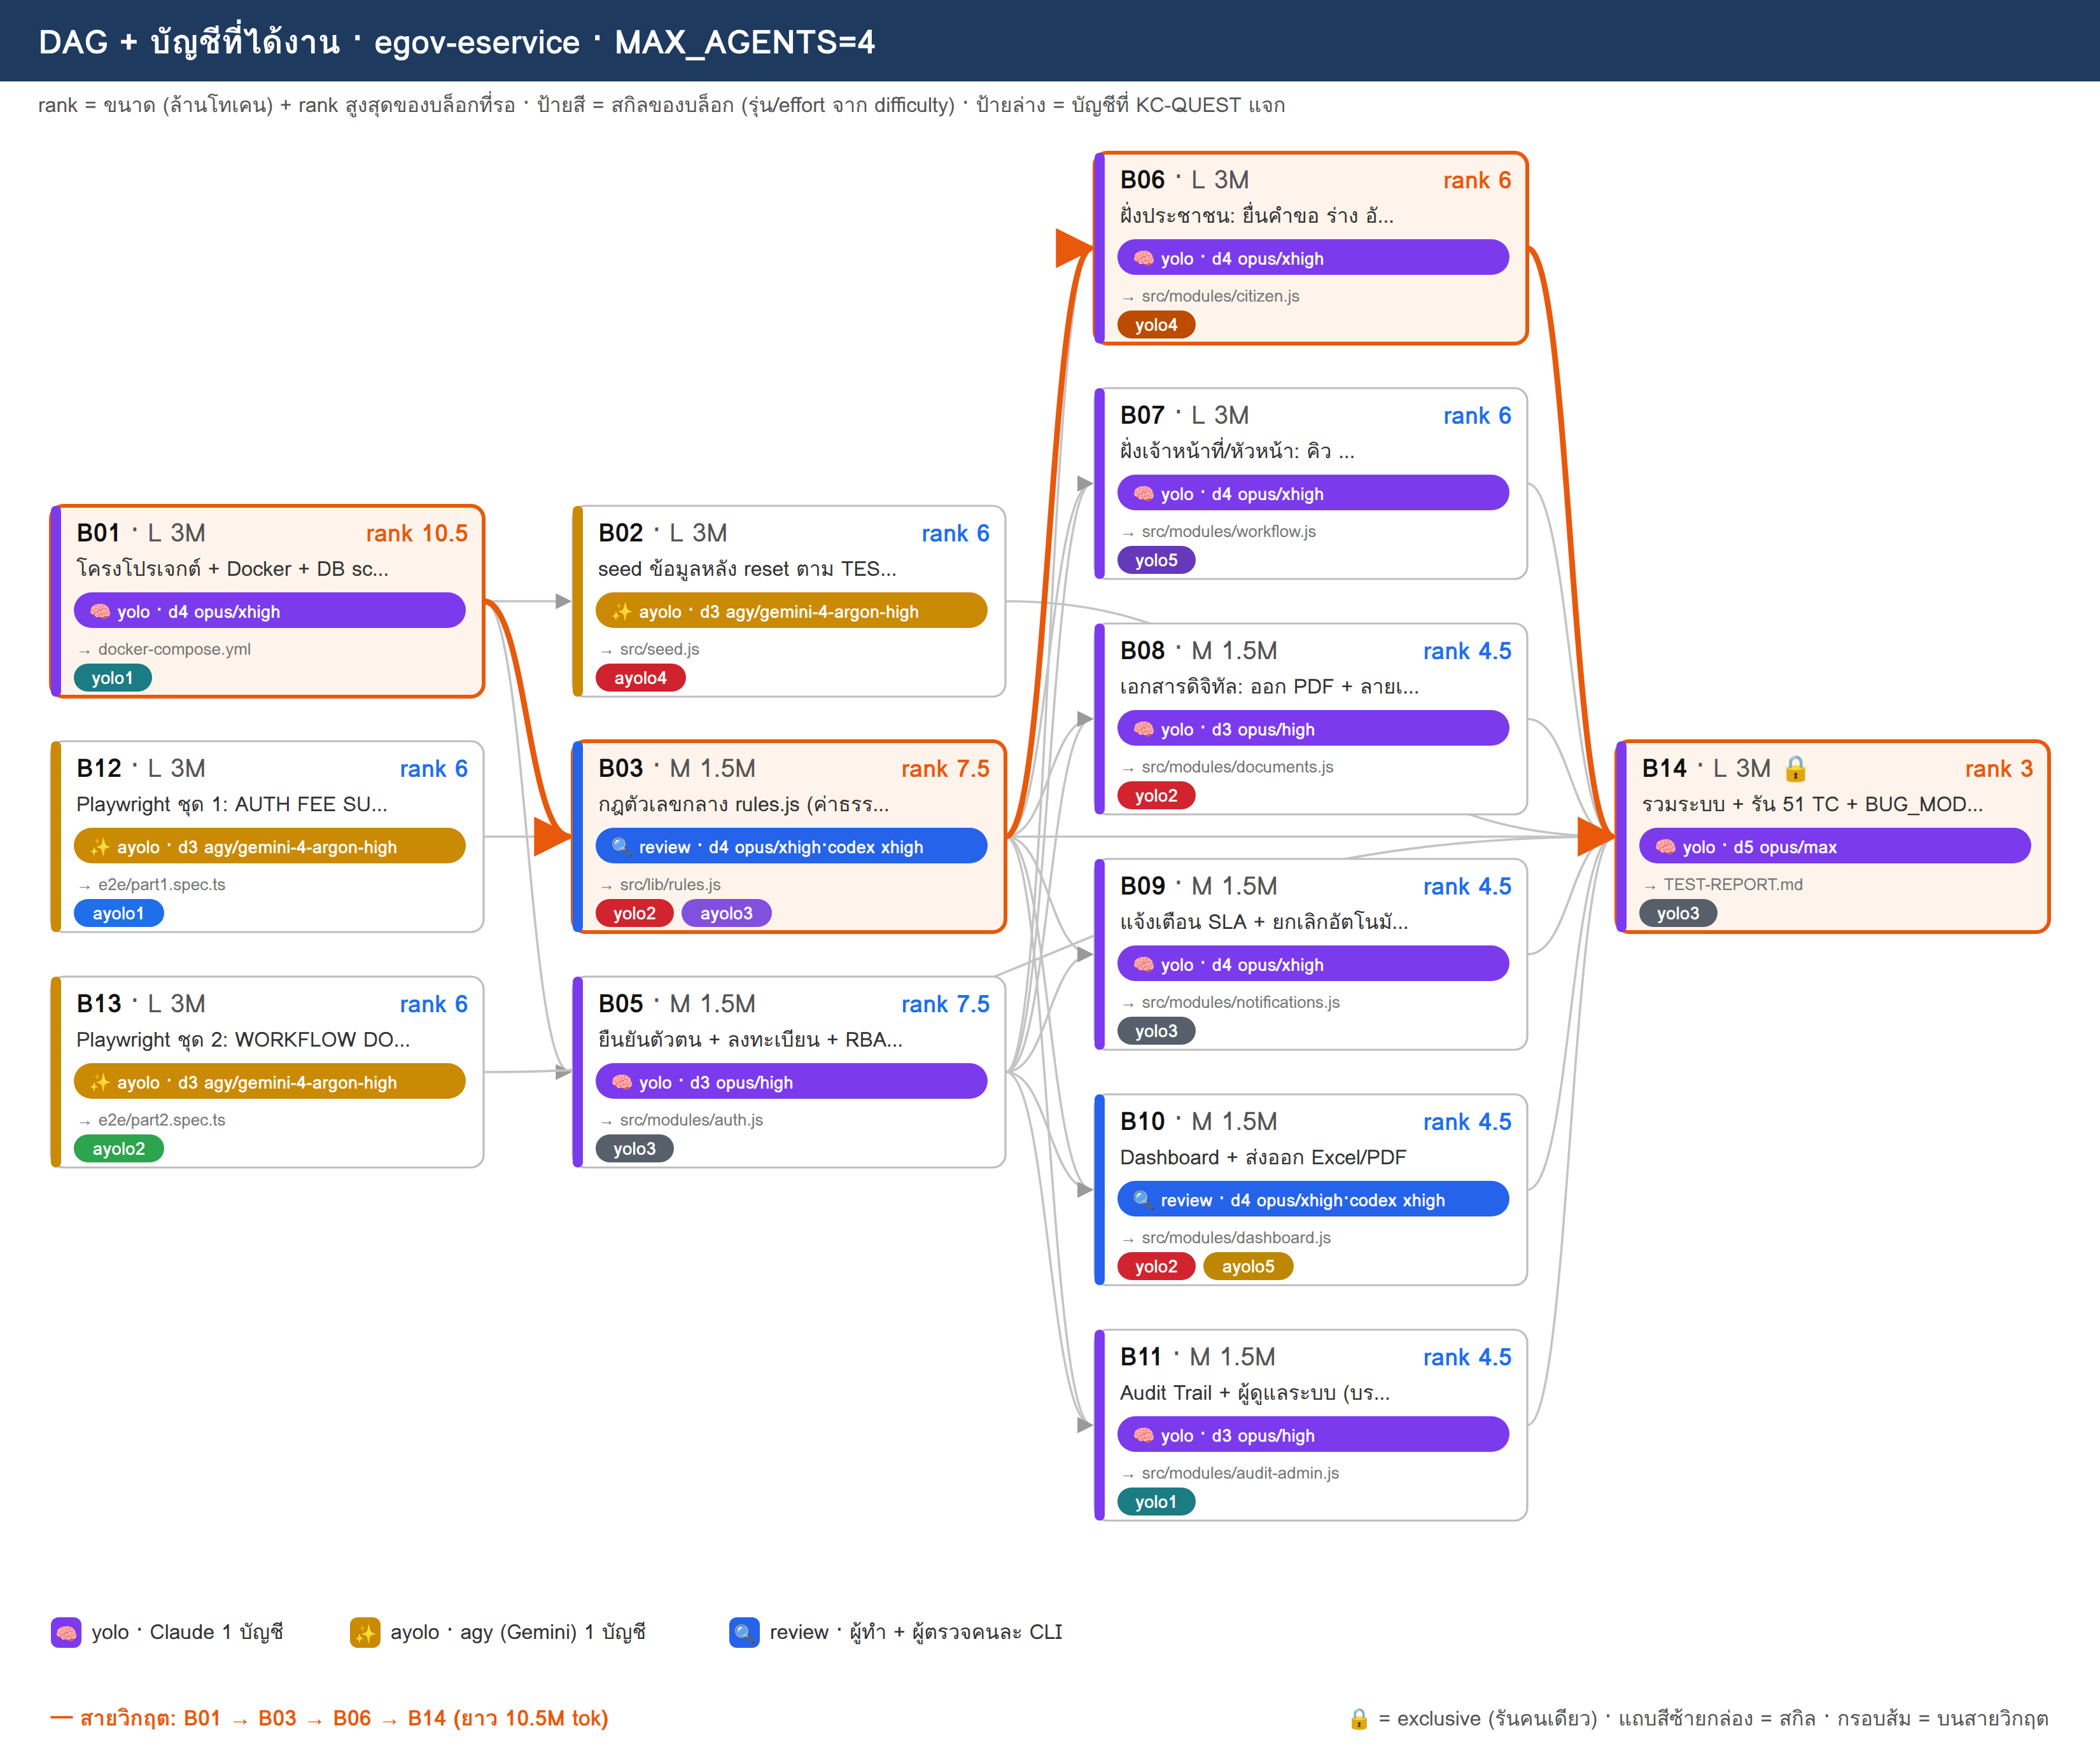 DAG + บัญชีที่ได้งาน · egov-eservice · MAX_AGENTS=4
rank = ขนาด (ล้านโทเคน) + rank สูงสุดของบล็อกที่รอ · ป้ายสี = สกิลของบล็อก (รุ่น/effort จาก difficulty) · ป้ายล่าง = บัญชีที่ KC-QUEST แจก
B01 · L 3M rank 10.5
โครงโปรเจกต์ + Docker + DB sc...
🧠 yolo · d4 opus/xhigh
→ docker-compose.yml
yolo1
B12 · L 3M rank 6
Playwright ชุด 1: AUTH FEE SU...
✨ ayolo · d3 agy/gemini-4-argon-high
→ e2e/part1.spec.ts
ayolo1
B13 · L 3M rank 6
Playwright ชุด 2: WORKFLOW DO...
✨ ayolo · d3 agy/gemini-4-argon-high
→ e2e/part2.spec.ts
ayolo2
B02 · L 3M rank 6
seed ข้อมูลหลัง reset ตาม TES...
✨ ayolo · d3 agy/gemini-4-argon-high
→ src/seed.js
ayolo4
B03 · M 1.5M rank 7.5
กฎตัวเลขกลาง rules.js (ค่าธรร...
🔍 review · d4 opus/xhigh·codex xhigh
→ src/lib/rules.js
yolo2 ayolo3
B05 · M 1.5M rank 7.5
ยืนยันตัวตน + ลงทะเบียน + RBA...
🧠 yolo · d3 opus/high
→ src/modules/auth.js
yolo3
B06 · L 3M rank 6
ฝั่งประชาชน: ยื่นคำขอ ร่าง อั...
🧠 yolo · d4 opus/xhigh
→ src/modules/citizen.js
yolo4
B07 · L 3M rank 6
ฝั่งเจ้าหน้าที่/หัวหน้า: คิว ...
🧠 yolo · d4 opus/xhigh
→ src/modules/workflow.js
yolo5
B08 · M 1.5M rank 4.5
เอกสารดิจิทัล: ออก PDF + ลายเ...
🧠 yolo · d3 opus/high
→ src/modules/documents.js
yolo2
B09 · M 1.5M rank 4.5
แจ้งเตือน SLA + ยกเลิกอัตโนมั...
🧠 yolo · d4 opus/xhigh
→ src/modules/notifications.js
yolo3
B10 · M 1.5M rank 4.5
Dashboard + ส่งออก Excel/PDF
🔍 review · d4 opus/xhigh·codex xhigh
→ src/modules/dashboard.js
yolo2 ayolo5
B11 · M 1.5M rank 4.5
Audit Trail + ผู้ดูแลระบบ (บร...
🧠 yolo · d3 opus/high
→ src/modules/audit-admin.js
yolo1
B14 · L 3M 🔒 rank 3
รวมระบบ + รัน 51 TC + BUG_MOD...
🧠 yolo · d5 opus/max
→ TEST-REPORT.md
yolo3
🧠 yolo · Claude 1 บัญชี
✨ ayolo · agy (Gemini) 1 บัญชี
🔍 review · ผู้ทำ + ผู้ตรวจคนละ CLI
— สายวิกฤต: B01 → B03 → B06 → B14 (ยาว 10.5M tok)
🔒 = exclusive (รันคนเดียว) · แถบสีซ้ายกล่อง = สกิล · กรอบส้ม = บนสายวิกฤต